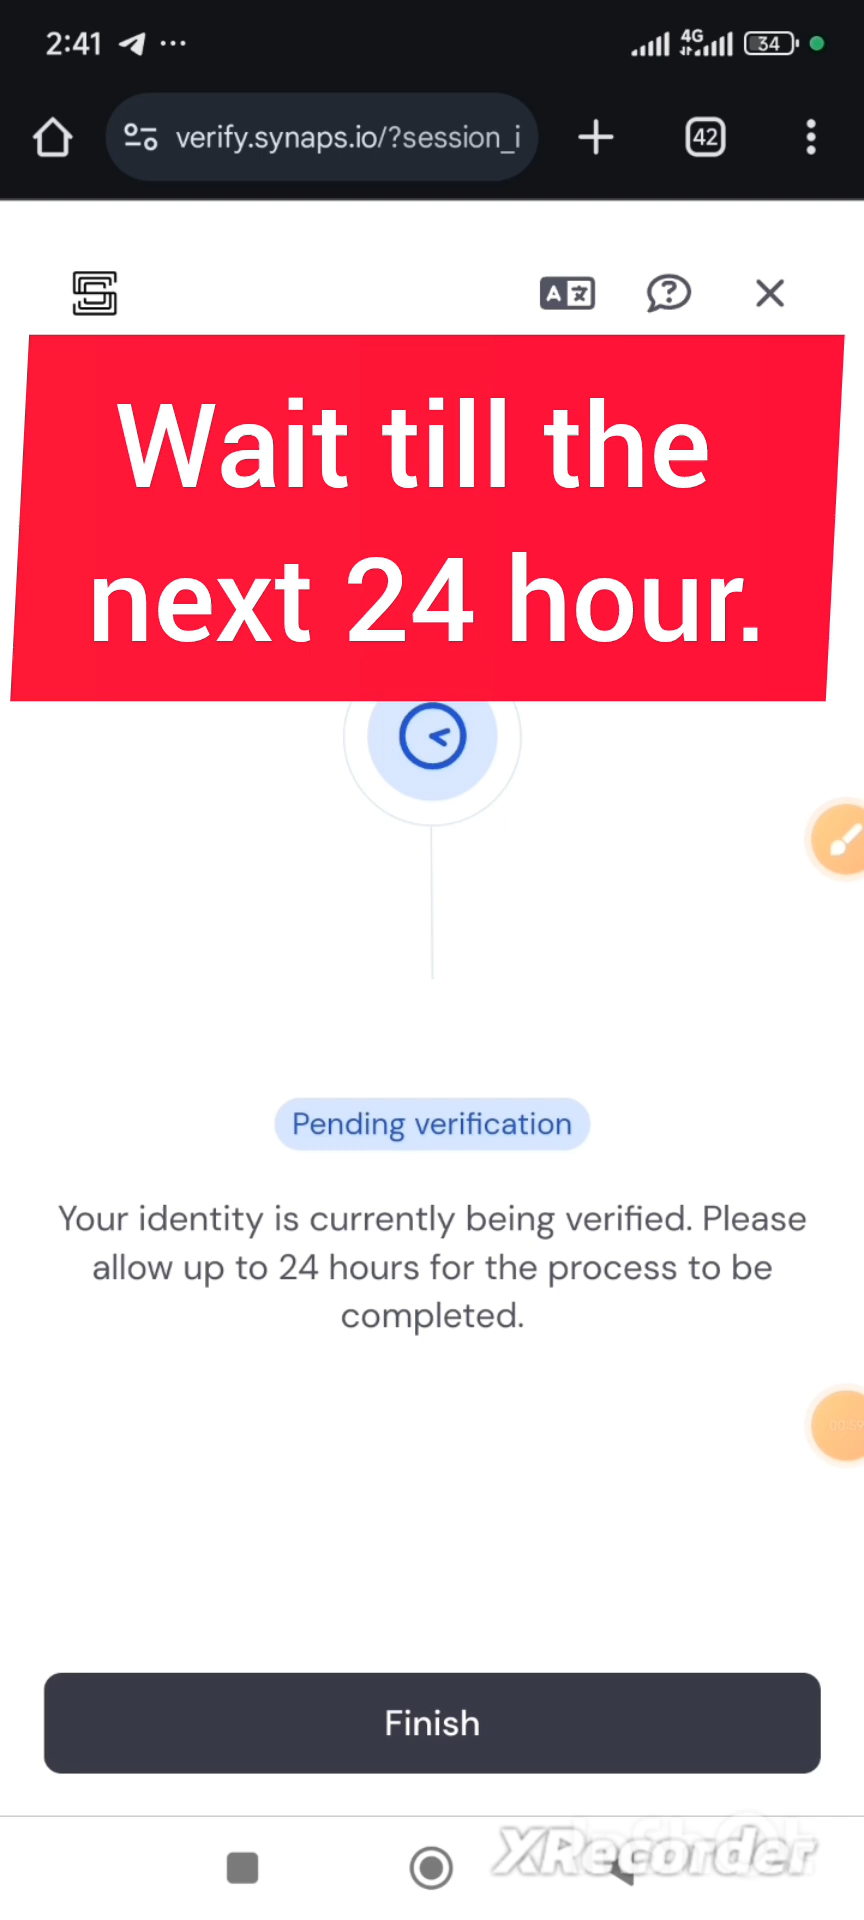 2:41
4G
34
verify.synaps.io/?session_i
42
Wait till the
next 24 hour.
Pending verification
Your identity is currently being verified. Please
allow up to 24 hours for the process to be
completed.
Finish
XRecorder